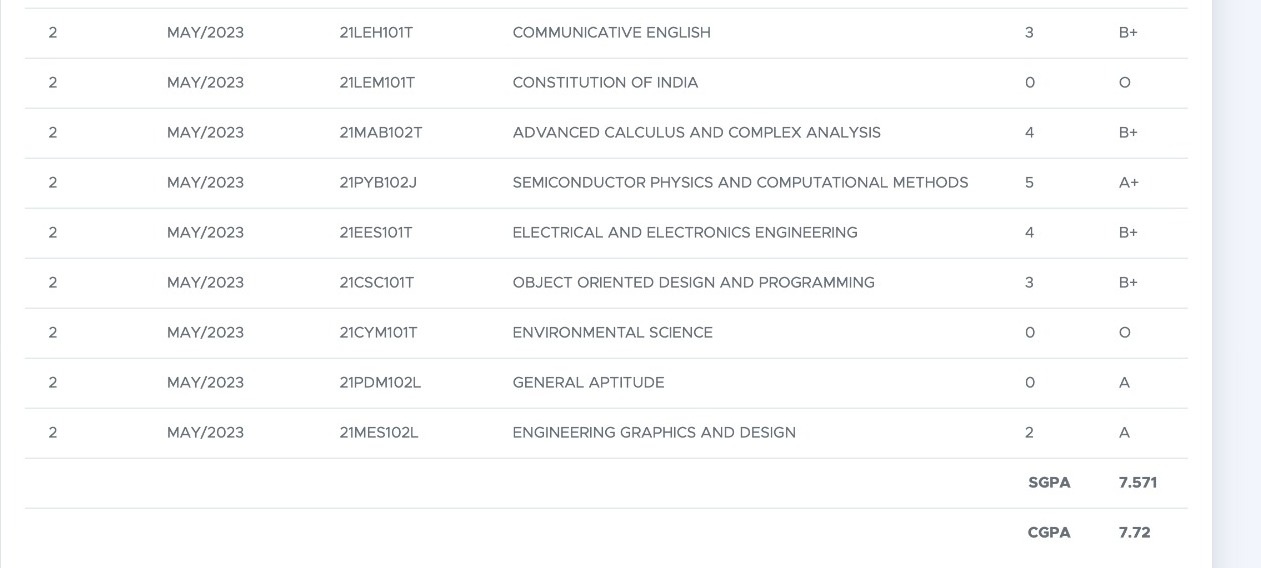 2 MAY/2023 21LEH101T COMMUNICATIVE ENGLISH 3 B+
2 MAY/2023 21LEM101T CONSTITUTION OF INDIA 0 O
2 MAY/2023 21MAB102T ADVANCED CALCULUS AND COMPLEX ANALYSIS 4 B+
2 MAY/2023 21PYB102J SEMICONDUCTOR PHYSICS AND COMPUTATIONAL METHODS 5 A+
2 MAY/2023 21EES101T ELECTRICAL AND ELECTRONICS ENGINEERING 4 B+
2 MAY/2023 21CSC101T OBJECT ORIENTED DESIGN AND PROGRAMMING 3 B+
2 MAY/2023 21CYM101T ENVIRONMENTAL SCIENCE 0 O
2 MAY/2023 21PDM102L GENERAL APTITUDE 0 A
2 MAY/2023 21MES102L ENGINEERING GRAPHICS AND DESIGN 2 A
SGPA 7.571
CGPA 7.72